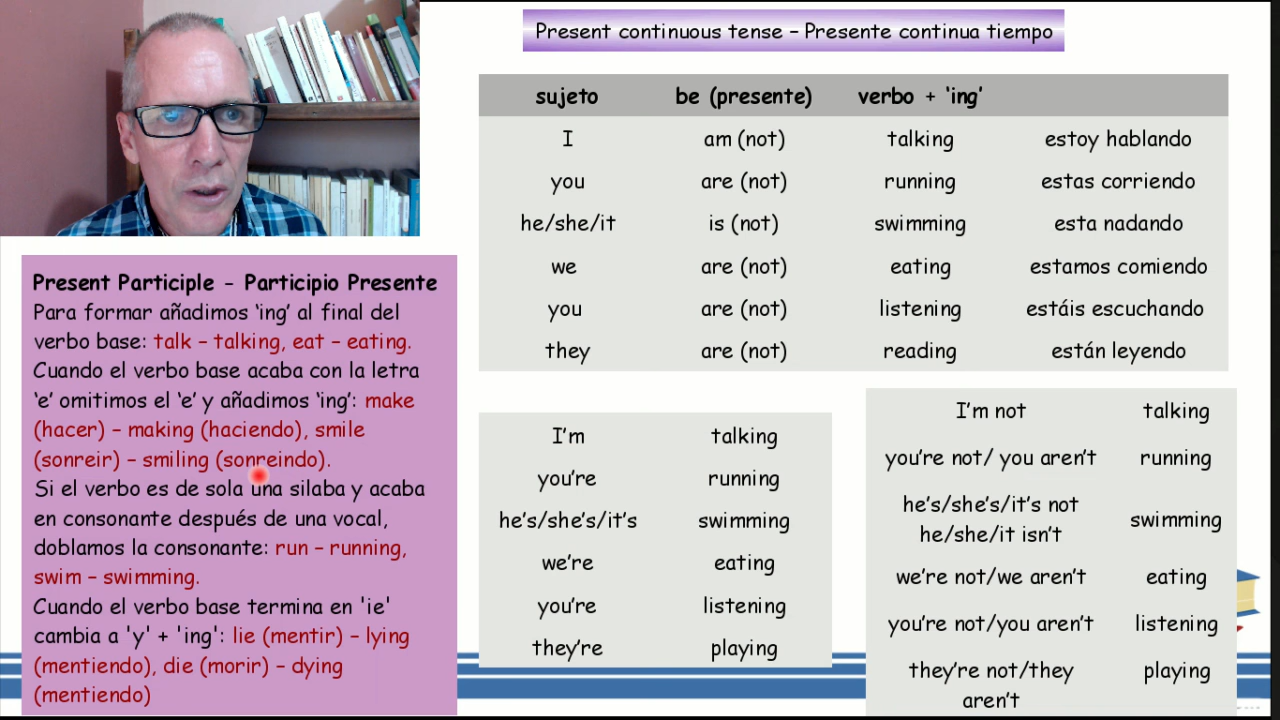 Present continuous tense – Presente continua tiempo
sujeto be (presente) verbo + ‘ing’
I am (not) talking estoy hablando
you are (not) running estas corriendo
he/she/it is (not) swimming esta nadando
we are (not) eating estamos comiendo
you are (not) listening estáis escuchando
they are (not) reading están leyendo
Present Participle – Participio Presente
Para formar añadimos ‘ing’ al final del
verbo base: talk – talking, eat – eating.
Cuando el verbo base acaba con la letra
‘e’ omitimos el ‘e’ y añadimos ‘ing’: make
(hacer) – making (haciendo), smile
(sonreir) – smiling (sonreindo).
Si el verbo es de sola una silaba y acaba
en consonante después de una vocal,
doblamos la consonante: run – running,
swim – swimming.
Cuando el verbo base termina en 'ie'
cambia a 'y' + 'ing': lie (mentir) – lying
(mentiendo), die (morir) – dying
(mentiendo)
I’m talking
you’re running
he’s/she’s/it’s swimming
we’re eating
you’re listening
they’re playing
I’m not talking
you’re not/ you aren’t running
he’s/she’s/it’s not
he/she/it isn’t swimming
we’re not/we aren’t eating
you’re not/you aren’t listening
they’re not/they playing
aren’t